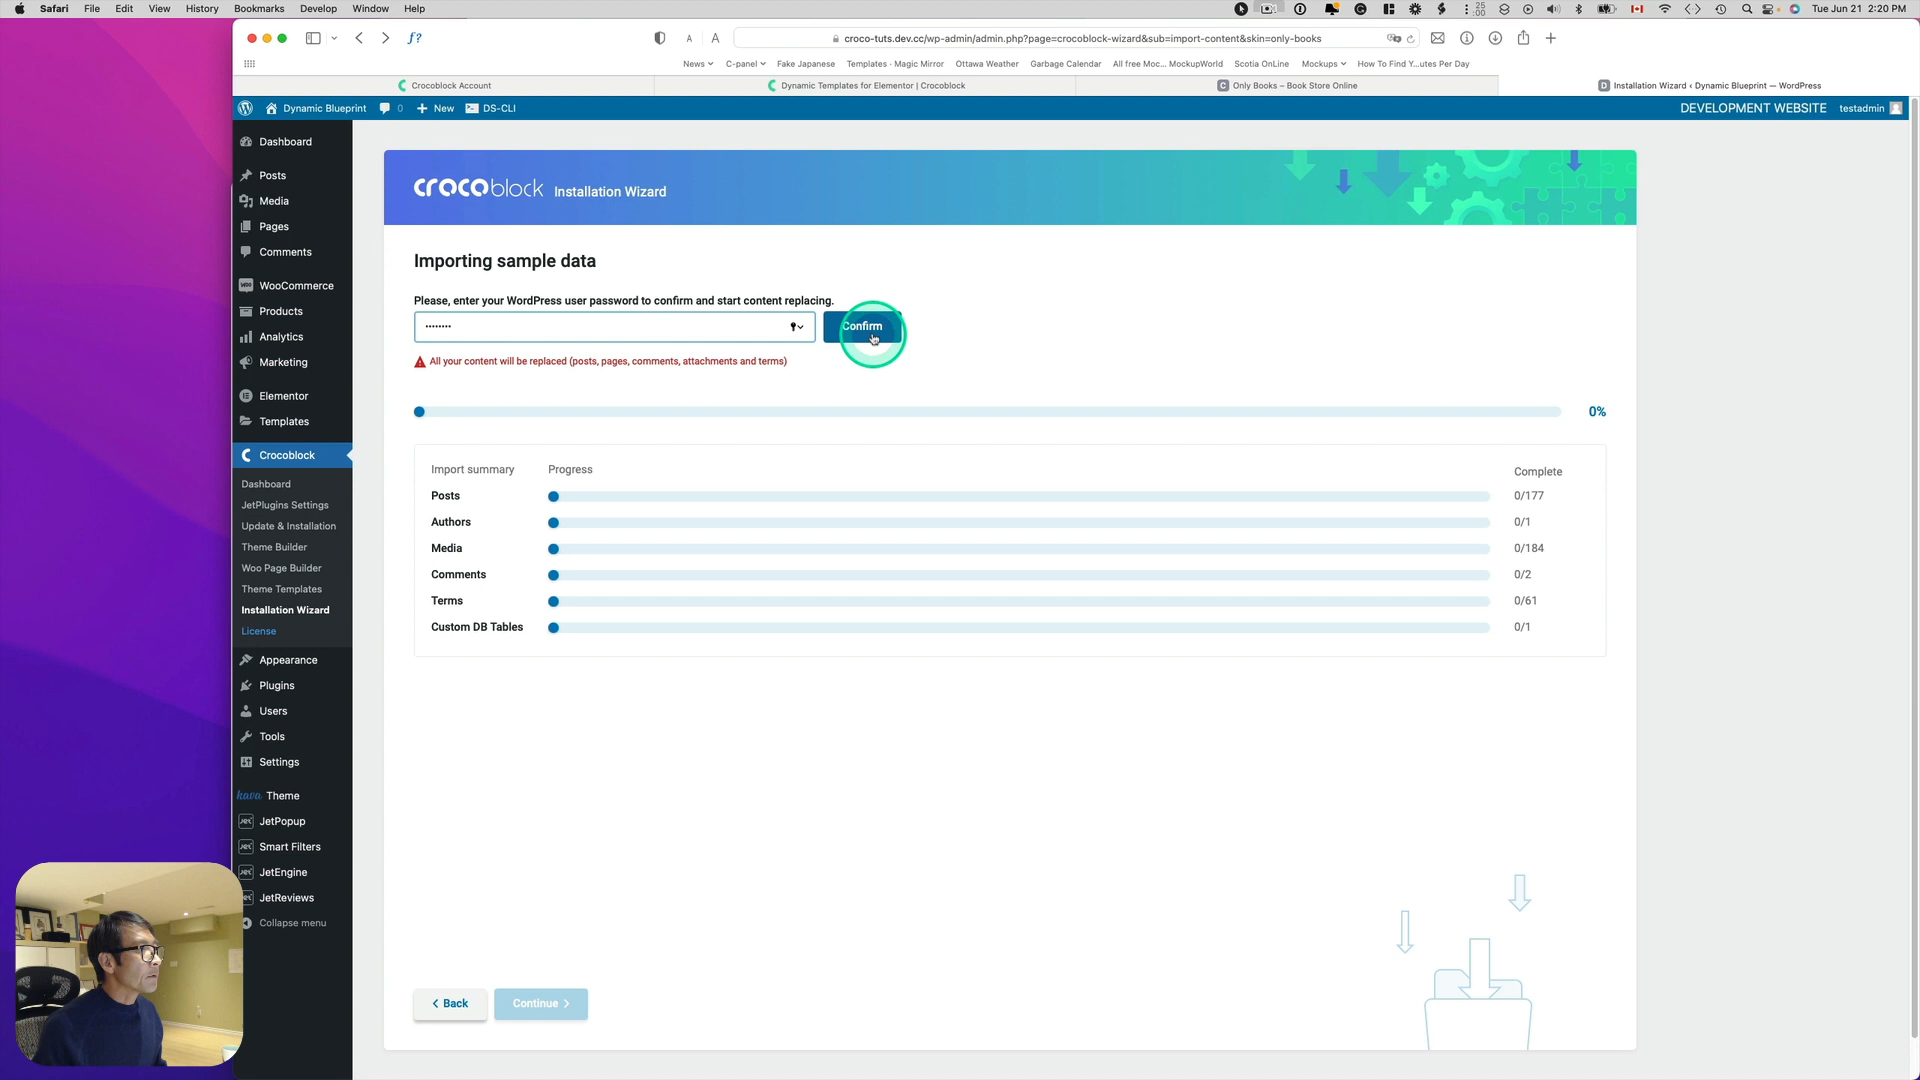 Safari File Edit View History Bookmarks Develop Window Help
25
:00
Tue Jun 21 2:20 PM
f?
A A
croco-tuts.dev.cc/wp-admin/admin.php?page=crocoblock-wizard&sub=import-content&skin=only-books
News C-panel Fake Japanese Templates - Magic Mirror Ottawa Weather Garbage Calendar All free Moc... MockupWorld Scotia OnLine Mockups How To Find Y...utes Per Day
Crocoblock Account
Dynamic Templates for Elementor | Crocoblock
Only Books – Book Store Online
Installation Wizard ‹ Dynamic Blueprint — WordPress
Dynamic Blueprint 0 New DS-CLI
DEVELOPMENT WEBSITE testadmin
Dashboard
Posts
Media
Pages
Comments
WooCommerce
Products
Analytics
Marketing
Elementor
Templates
Crocoblock
Dashboard
JetPlugins Settings
Update & Installation
Theme Builder
Woo Page Builder
Theme Templates
Installation Wizard
License
Appearance
Plugins
Users
Tools
Settings
kava Theme
JetPopup
Smart Filters
JetEngine
JetReviews
Collapse menu
crocoblock Installation Wizard
Importing sample data
Please, enter your WordPress user password to confirm and start content replacing.
••••••••
Confirm
All your content will be replaced (posts, pages, comments, attachments and terms)
0%
Import summary Progress Complete
Posts 0/177
Authors 0/1
Media 0/184
Comments 0/2
Terms 0/61
Custom DB Tables 0/1
Back
Continue